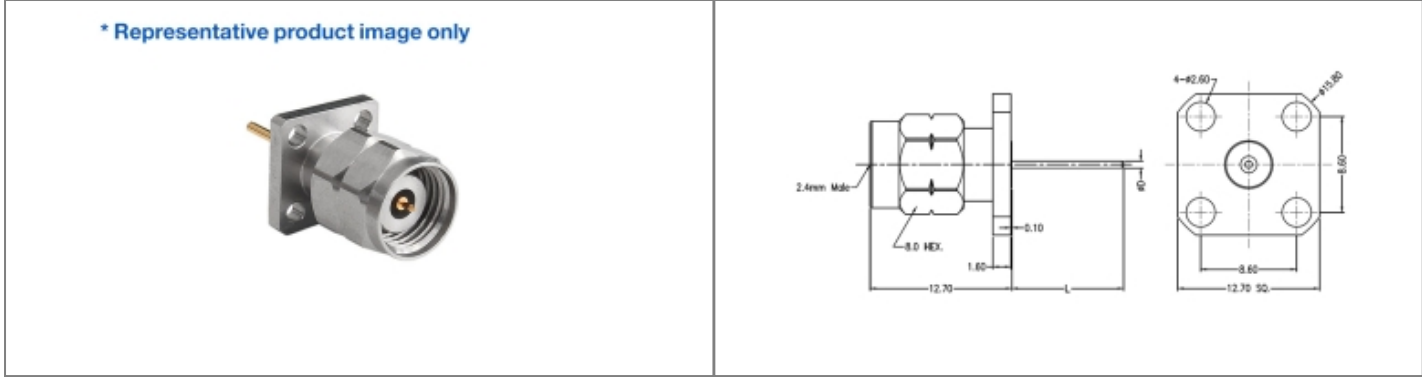 * Representative product image only
4-ø2.60
ø15.80
2.4mm Male
øD
8.60
8.0 HEX.
0.10
1.60
12.70
L
8.60
12.70 SQ.